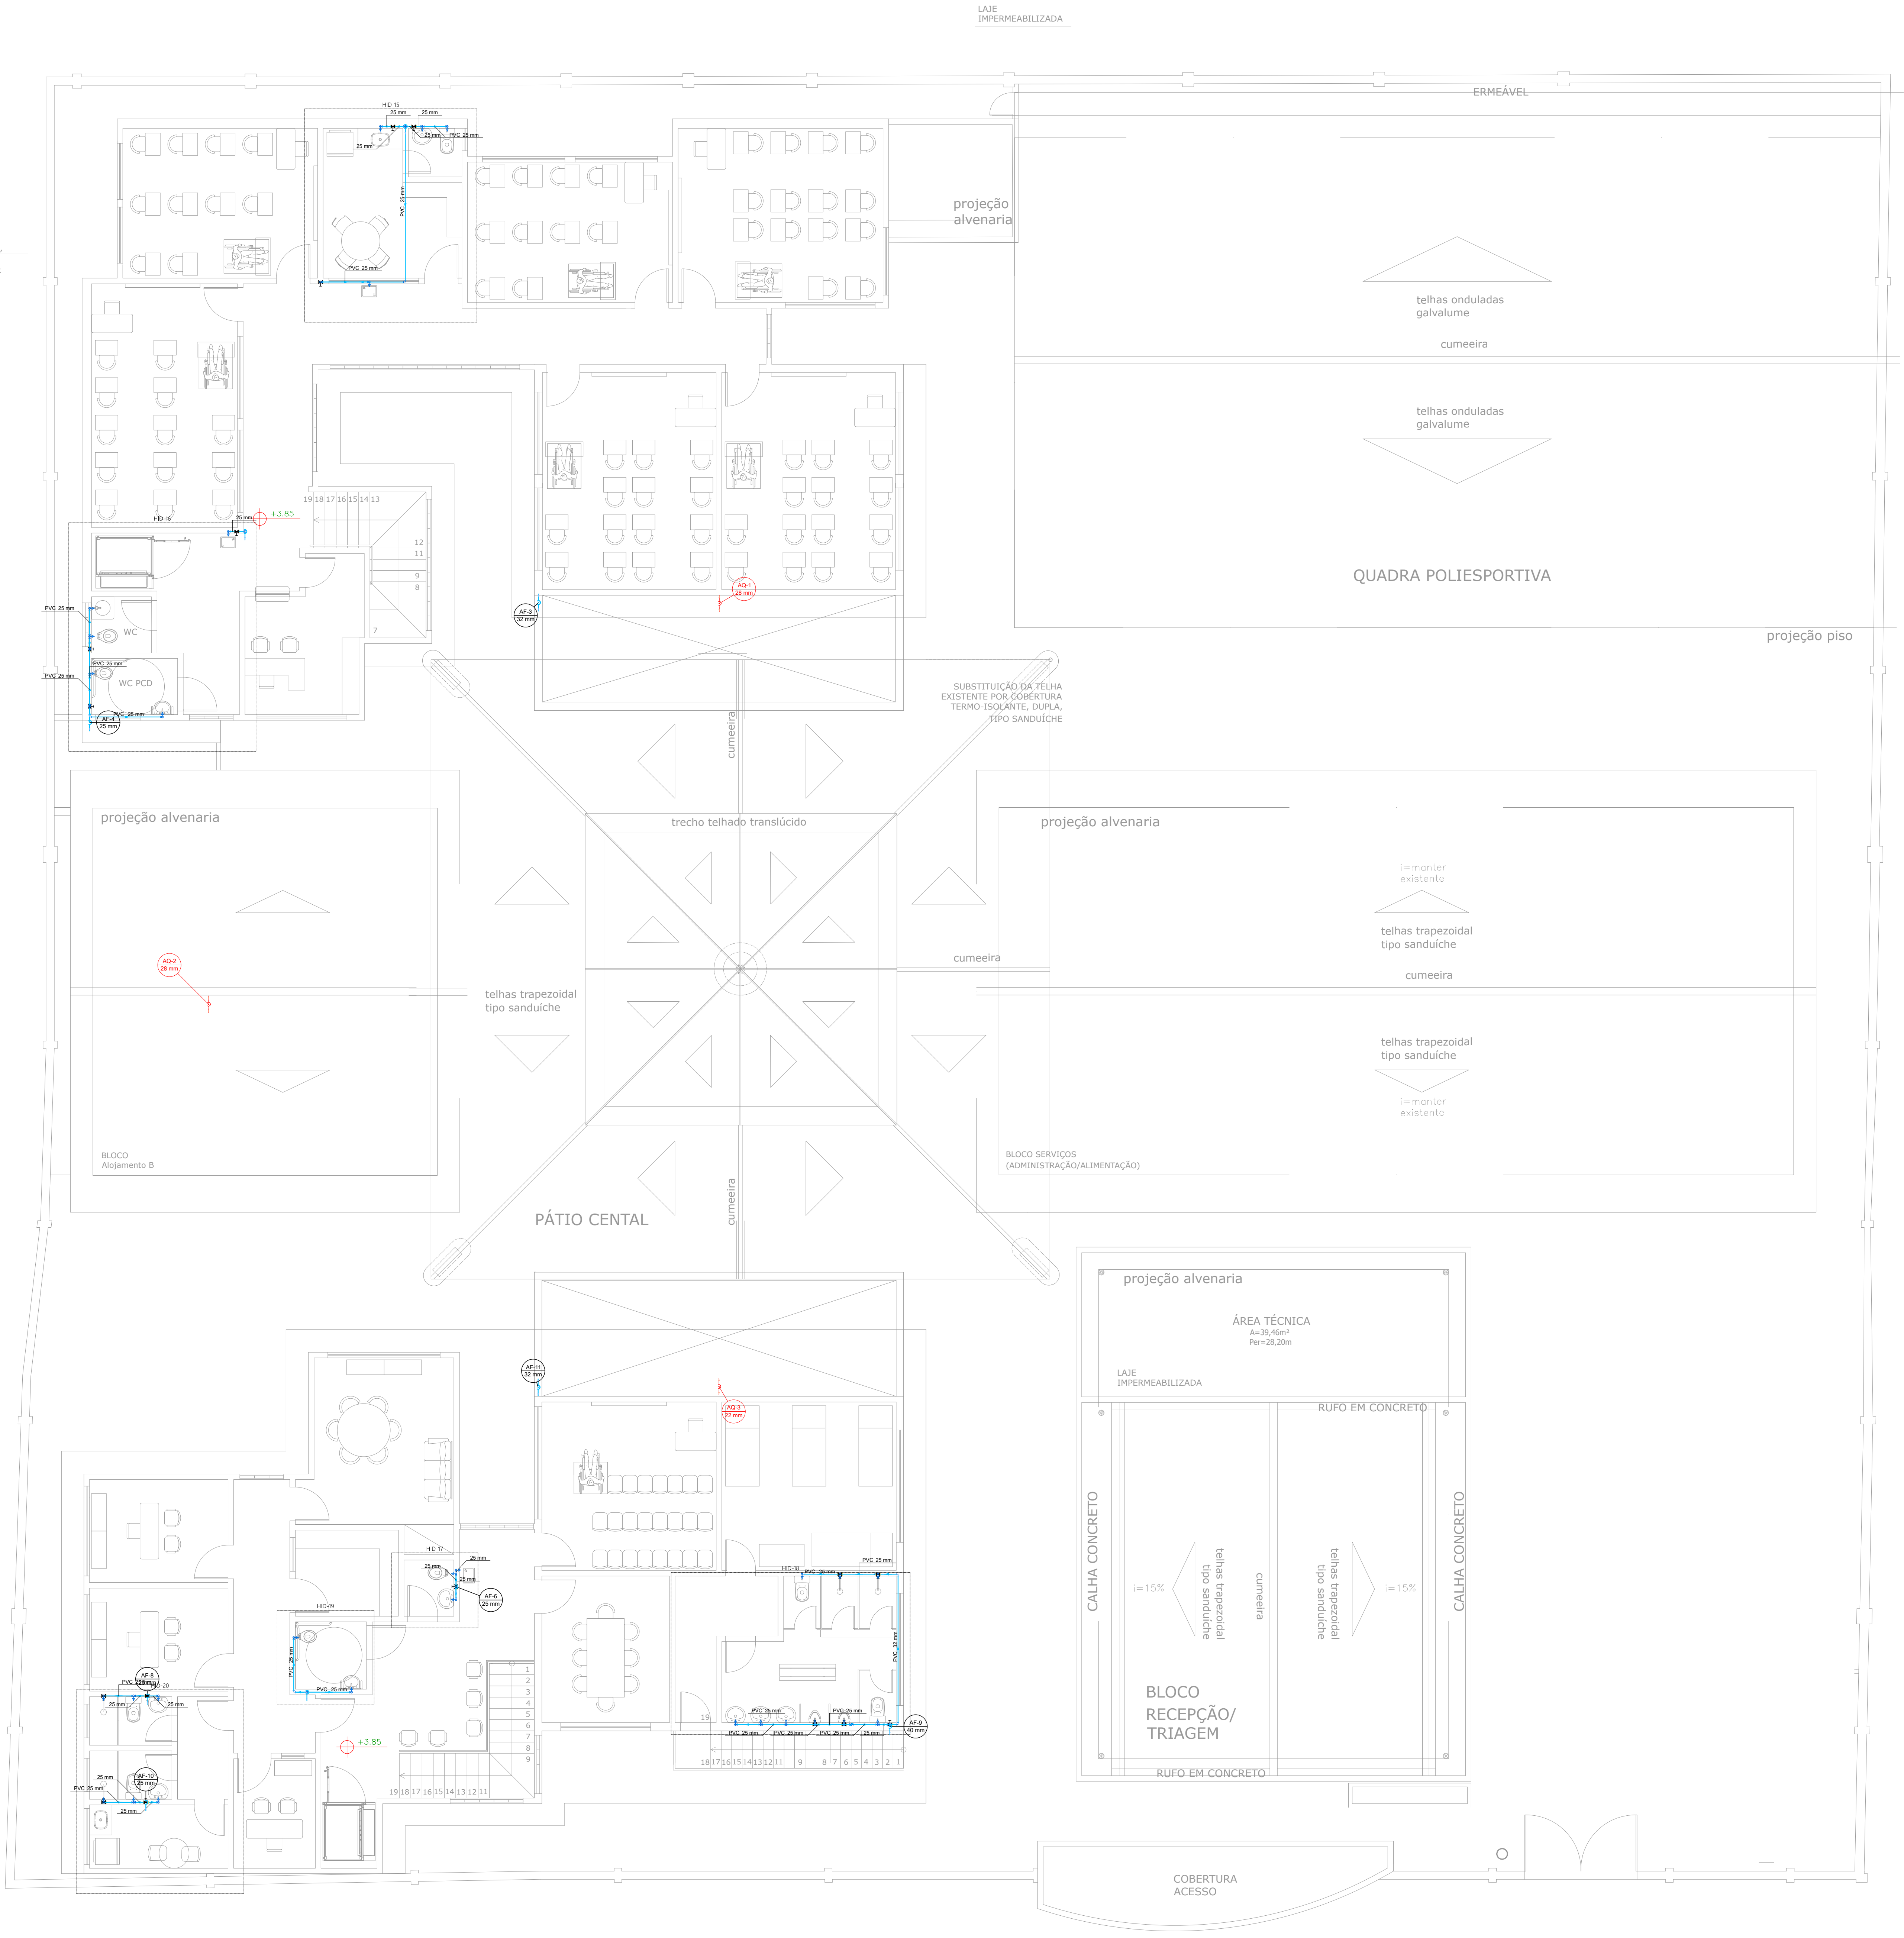 LAJE
IMPERMEABILIZADA
ERMEÁVEL
HID-15
25 mm
25 mm
25 mm
PVC 25 mm
25 mm
PVC 25 mm
PVC 25 mm
projeção
alvenaria
telhas onduladas
galvalume
cumeeira
telhas onduladas
galvalume
QUADRA POLIESPORTIVA
projeção piso
19 18 17 16 15 14 13
12
11
9
8
7
+3.85
HID-16
25 mm
PVC 25 mm
WC
PVC 25 mm
PVC 25 mm
WC PCD
PVC 25 mm
AF-4
25 mm
AF-3
32 mm
AQ-1
28 mm
SUBSTITUIÇÃO DA TELHA
EXISTENTE POR COBERTURA
TERMO-ISOLANTE, DUPLA,
TIPO SANDUÍCHE
cumeeira
projeção alvenaria
trecho telhado translúcido
projeção alvenaria
i=manter
existente
telhas trapezoidal
tipo sanduíche
cumeeira
cumeeira
AQ-2
28 mm
telhas trapezoidal
tipo sanduíche
telhas trapezoidal
tipo sanduíche
i=manter
existente
BLOCO
Alojamento B
BLOCO SERVIÇOS
(ADMINISTRAÇÃO/ALIMENTAÇÃO)
cumeeira
PÁTIO CENTAL
projeção alvenaria
ÁREA TÉCNICA
A=39,46m²
Per=28,20m
LAJE
IMPERMEABILIZADA
RUFO EM CONCRETO
AF-11
32 mm
AQ-3
22 mm
CALHA CONCRETO
CALHA CONCRETO
telhas trapezoidal
tipo sanduíche
cumeeira
telhas trapezoidal
tipo sanduíche
i=15%
i=15%
HID-17
25 mm
25 mm
25 mm
AF-6
25 mm
HID-18
PVC 25 mm
PVC 25 mm
PVC 32 mm
HID-19
PVC 25 mm
PVC 25 mm
1
2
3
4
5
6
7
8
9
19
PVC 25 mm
PVC 25 mm
PVC 25 mm
PVC 25 mm
PVC 25 mm
25 mm
AF-9
40 mm
18 17 16 15 14 13 12 11 9 8 7 6 5 4 3 2 1
AF-8
25 mm
PVC 25 mm
HID-20
25 mm
25 mm
+3.85
AF-10
25 mm
25 mm
PVC 25 mm
25 mm
19 18 17 16 15 14 13 12 11
BLOCO
RECEPÇÃO/
TRIAGEM
RUFO EM CONCRETO
COBERTURA
ACESSO